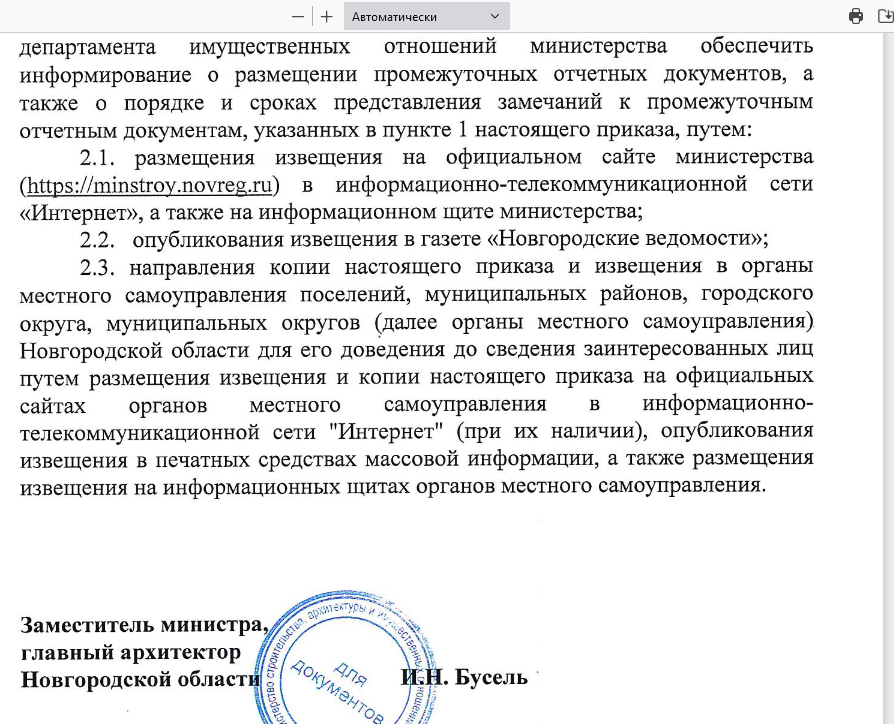 Автоматически
департамента имущественных отношений министерства обеспечить
информирование о размещении промежуточных отчетных документов, а
также о порядке и сроках представления замечаний к промежуточным
отчетным документам, указанных в пункте 1 настоящего приказа, путем:
2.1. размещения извещения на официальном сайте министерства
(https://minstroy.novreg.ru) в информационно-телекоммуникационной сети
«Интернет», а также на информационном щите министерства;
2.2. опубликования извещения в газете «Новгородские ведомости»;
2.3. направления копии настоящего приказа и извещения в органы
местного самоуправления поселений, муниципальных районов, городского
округа, муниципальных округов (далее органы местного самоуправления)
Новгородской области для его доведения до сведения заинтересованных лиц
путем размещения извещения и копии настоящего приказа на официальных
сайтах органов местного самоуправления в информационно-
телекоммуникационной сети "Интернет" (при их наличии), опубликования
извещения в печатных средствах массовой информации, а также размещения
извещения на информационных щитах органов местного самоуправления.
Заместитель министра,
главный архитектор
Новгородской области
И.Н. Бусель
строительства, архитектуры и
для
документов